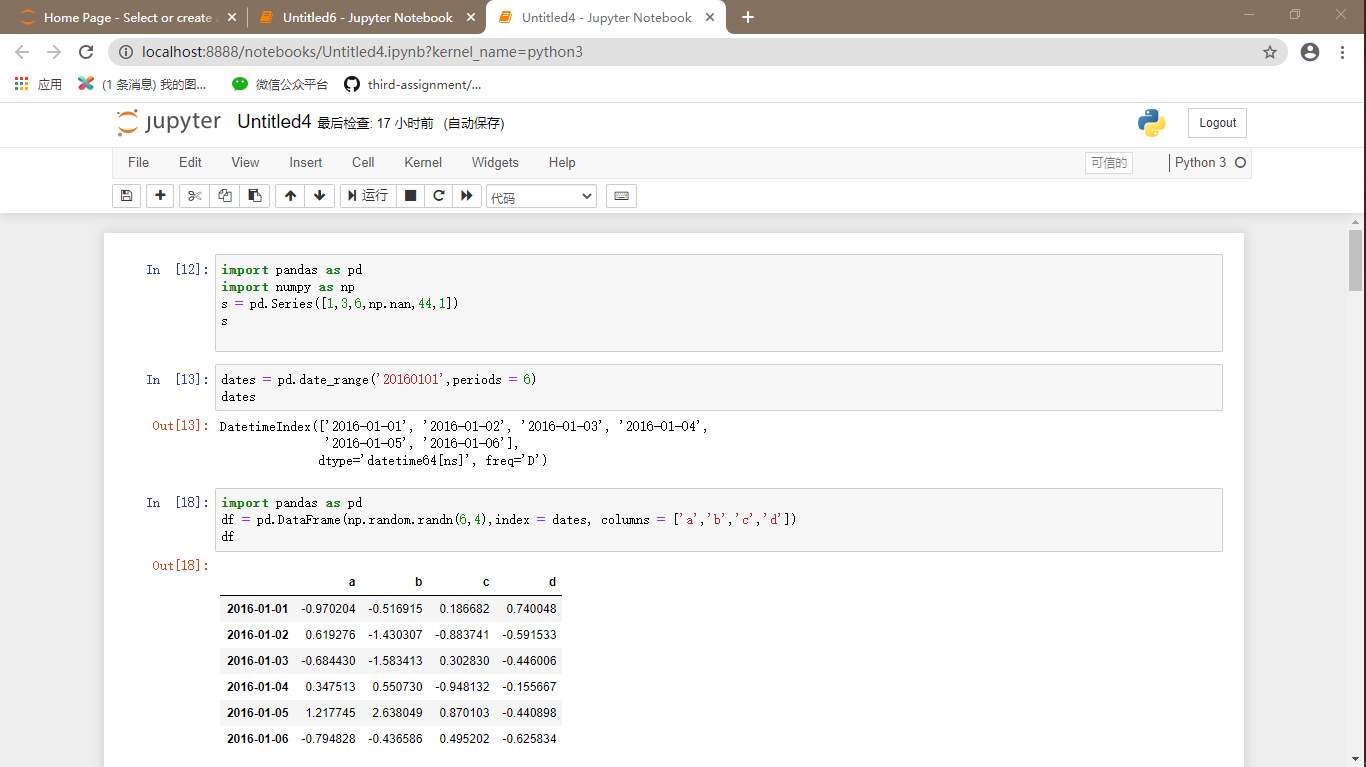 Home Page - Select or create a
Untitled6 - Jupyter Notebook
Untitled4 - Jupyter Notebook
localhost:8888/notebooks/Untitled4.ipynb?kernel_name=python3
应用 (1 条消息) 我的图... 微信公众平台 third-assignment/...
jupyter Untitled4 最后检查: 17 小时前 (自动保存) Logout
File Edit View Insert Cell Kernel Widgets Help 可信的 Python 3
运行 代码
In [12]: import pandas as pd
import numpy as np
s = pd.Series([1,3,6,np.nan,44,1])
s
In [13]: dates = pd.date_range('20160101',periods = 6)
dates
Out[13]: DatetimeIndex(['2016-01-01', '2016-01-02', '2016-01-03', '2016-01-04',
'2016-01-05', '2016-01-06'],
dtype='datetime64[ns]', freq='D')
In [18]: import pandas as pd
df = pd.DataFrame(np.random.randn(6,4),index = dates, columns = ['a','b','c','d'])
df
Out[18]:
a b c d
2016-01-01 -0.970204 -0.516915 0.186682 0.740048
2016-01-02 0.619276 -1.430307 -0.883741 -0.591533
2016-01-03 -0.684430 -1.583413 0.302830 -0.446006
2016-01-04 0.347513 0.550730 -0.948132 -0.155667
2016-01-05 1.217745 2.638049 0.870103 -0.440898
2016-01-06 -0.794828 -0.436586 0.495202 -0.625834